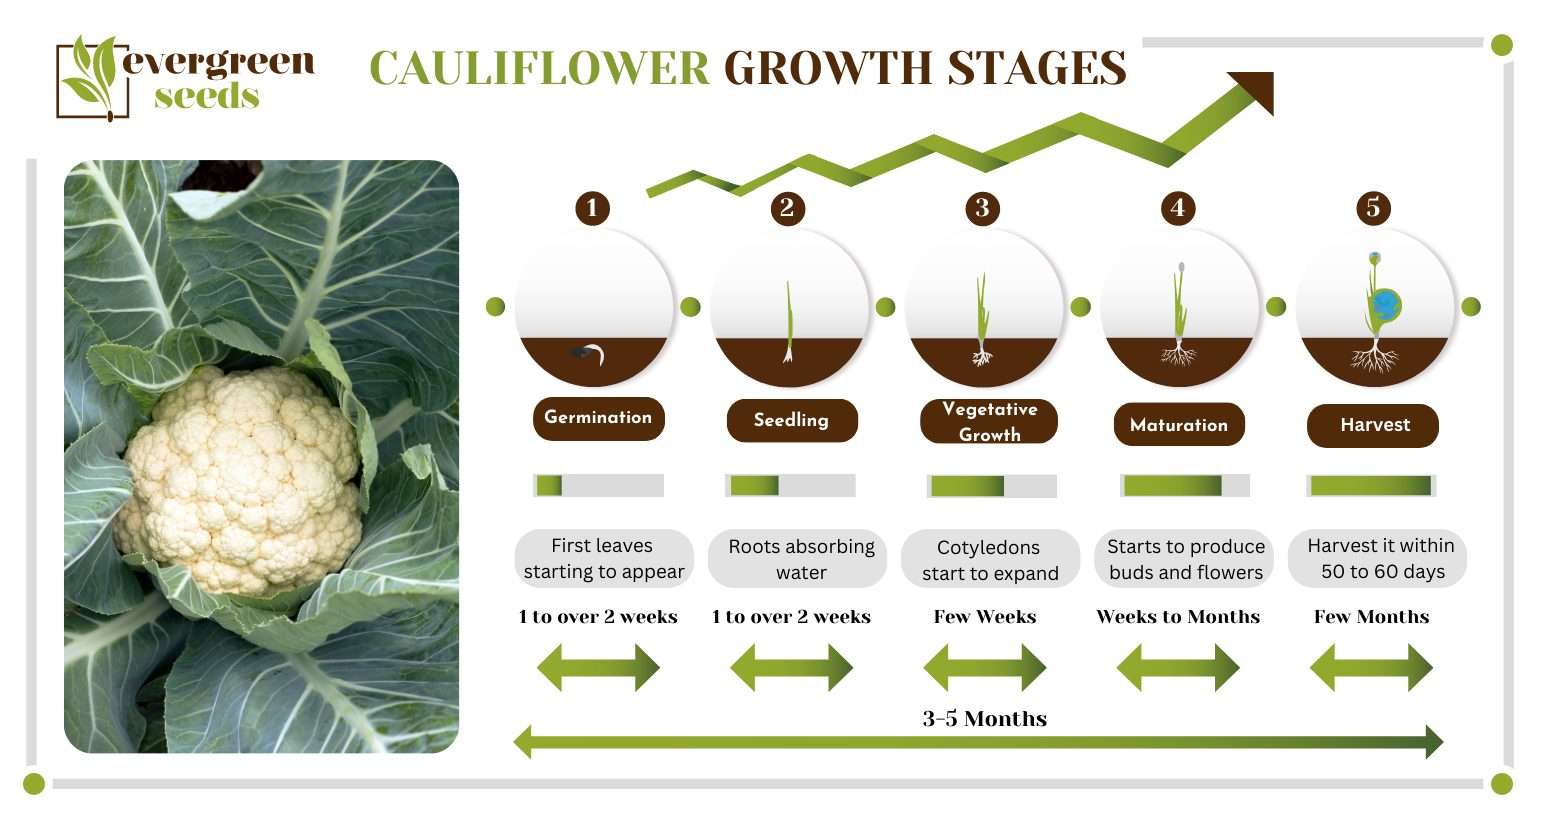 evergreen
seeds
CAULIFLOWER GROWTH STAGES
1
2
3
4
5
Germination
Seedling
Vegetative
Growth
Maturation
Harvest
First leaves
starting to appear
Roots absorbing
water
Cotyledons
start to expand
Starts to produce
buds and flowers
Harvest it within
50 to 60 days
1 to over 2 weeks
1 to over 2 weeks
Few Weeks
Weeks to Months
Few Months
3-5 Months